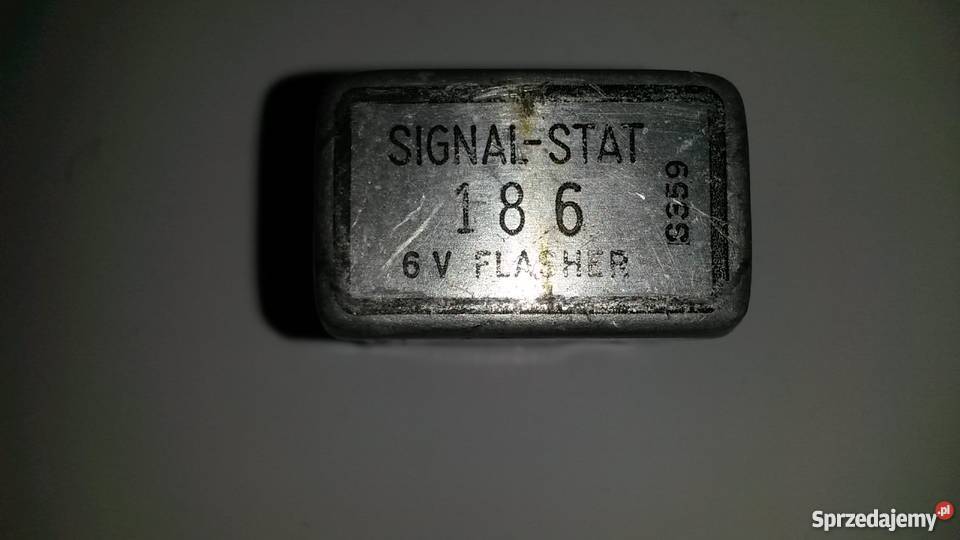 SIGNAL-STAT
186
6 V FLASHER
S359
Sprzedajemy.pl